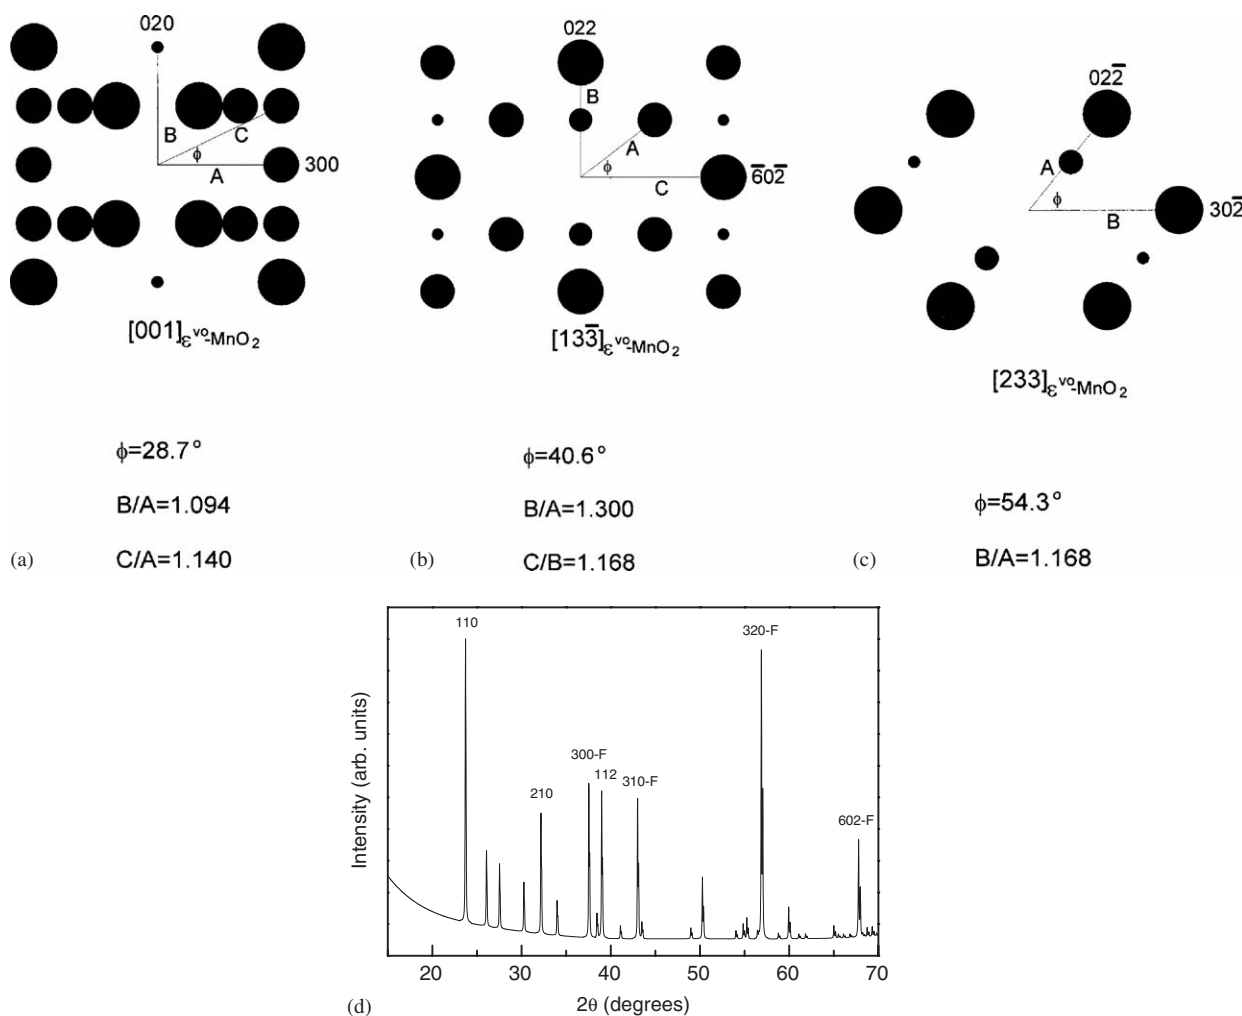 020
B
C
ϕ
A
300
[001]ε^vo-MnO₂
ϕ=28.7°
B/A=1.094
C/A=1.140
(a)
022
B
A
ϕ
C
6̅02̅
[133̅]ε^vo-MnO₂
ϕ=40.6°
B/A=1.300
C/B=1.168
(b)
022̅
A
ϕ
B
302̅
[233]ε^vo-MnO₂
ϕ=54.3°
B/A=1.168
(c)
110
320-F
300-F
112
310-F
210
602-F
Intensity (arb. units)
20 30 40 50 60 70
2θ (degrees)
(d)